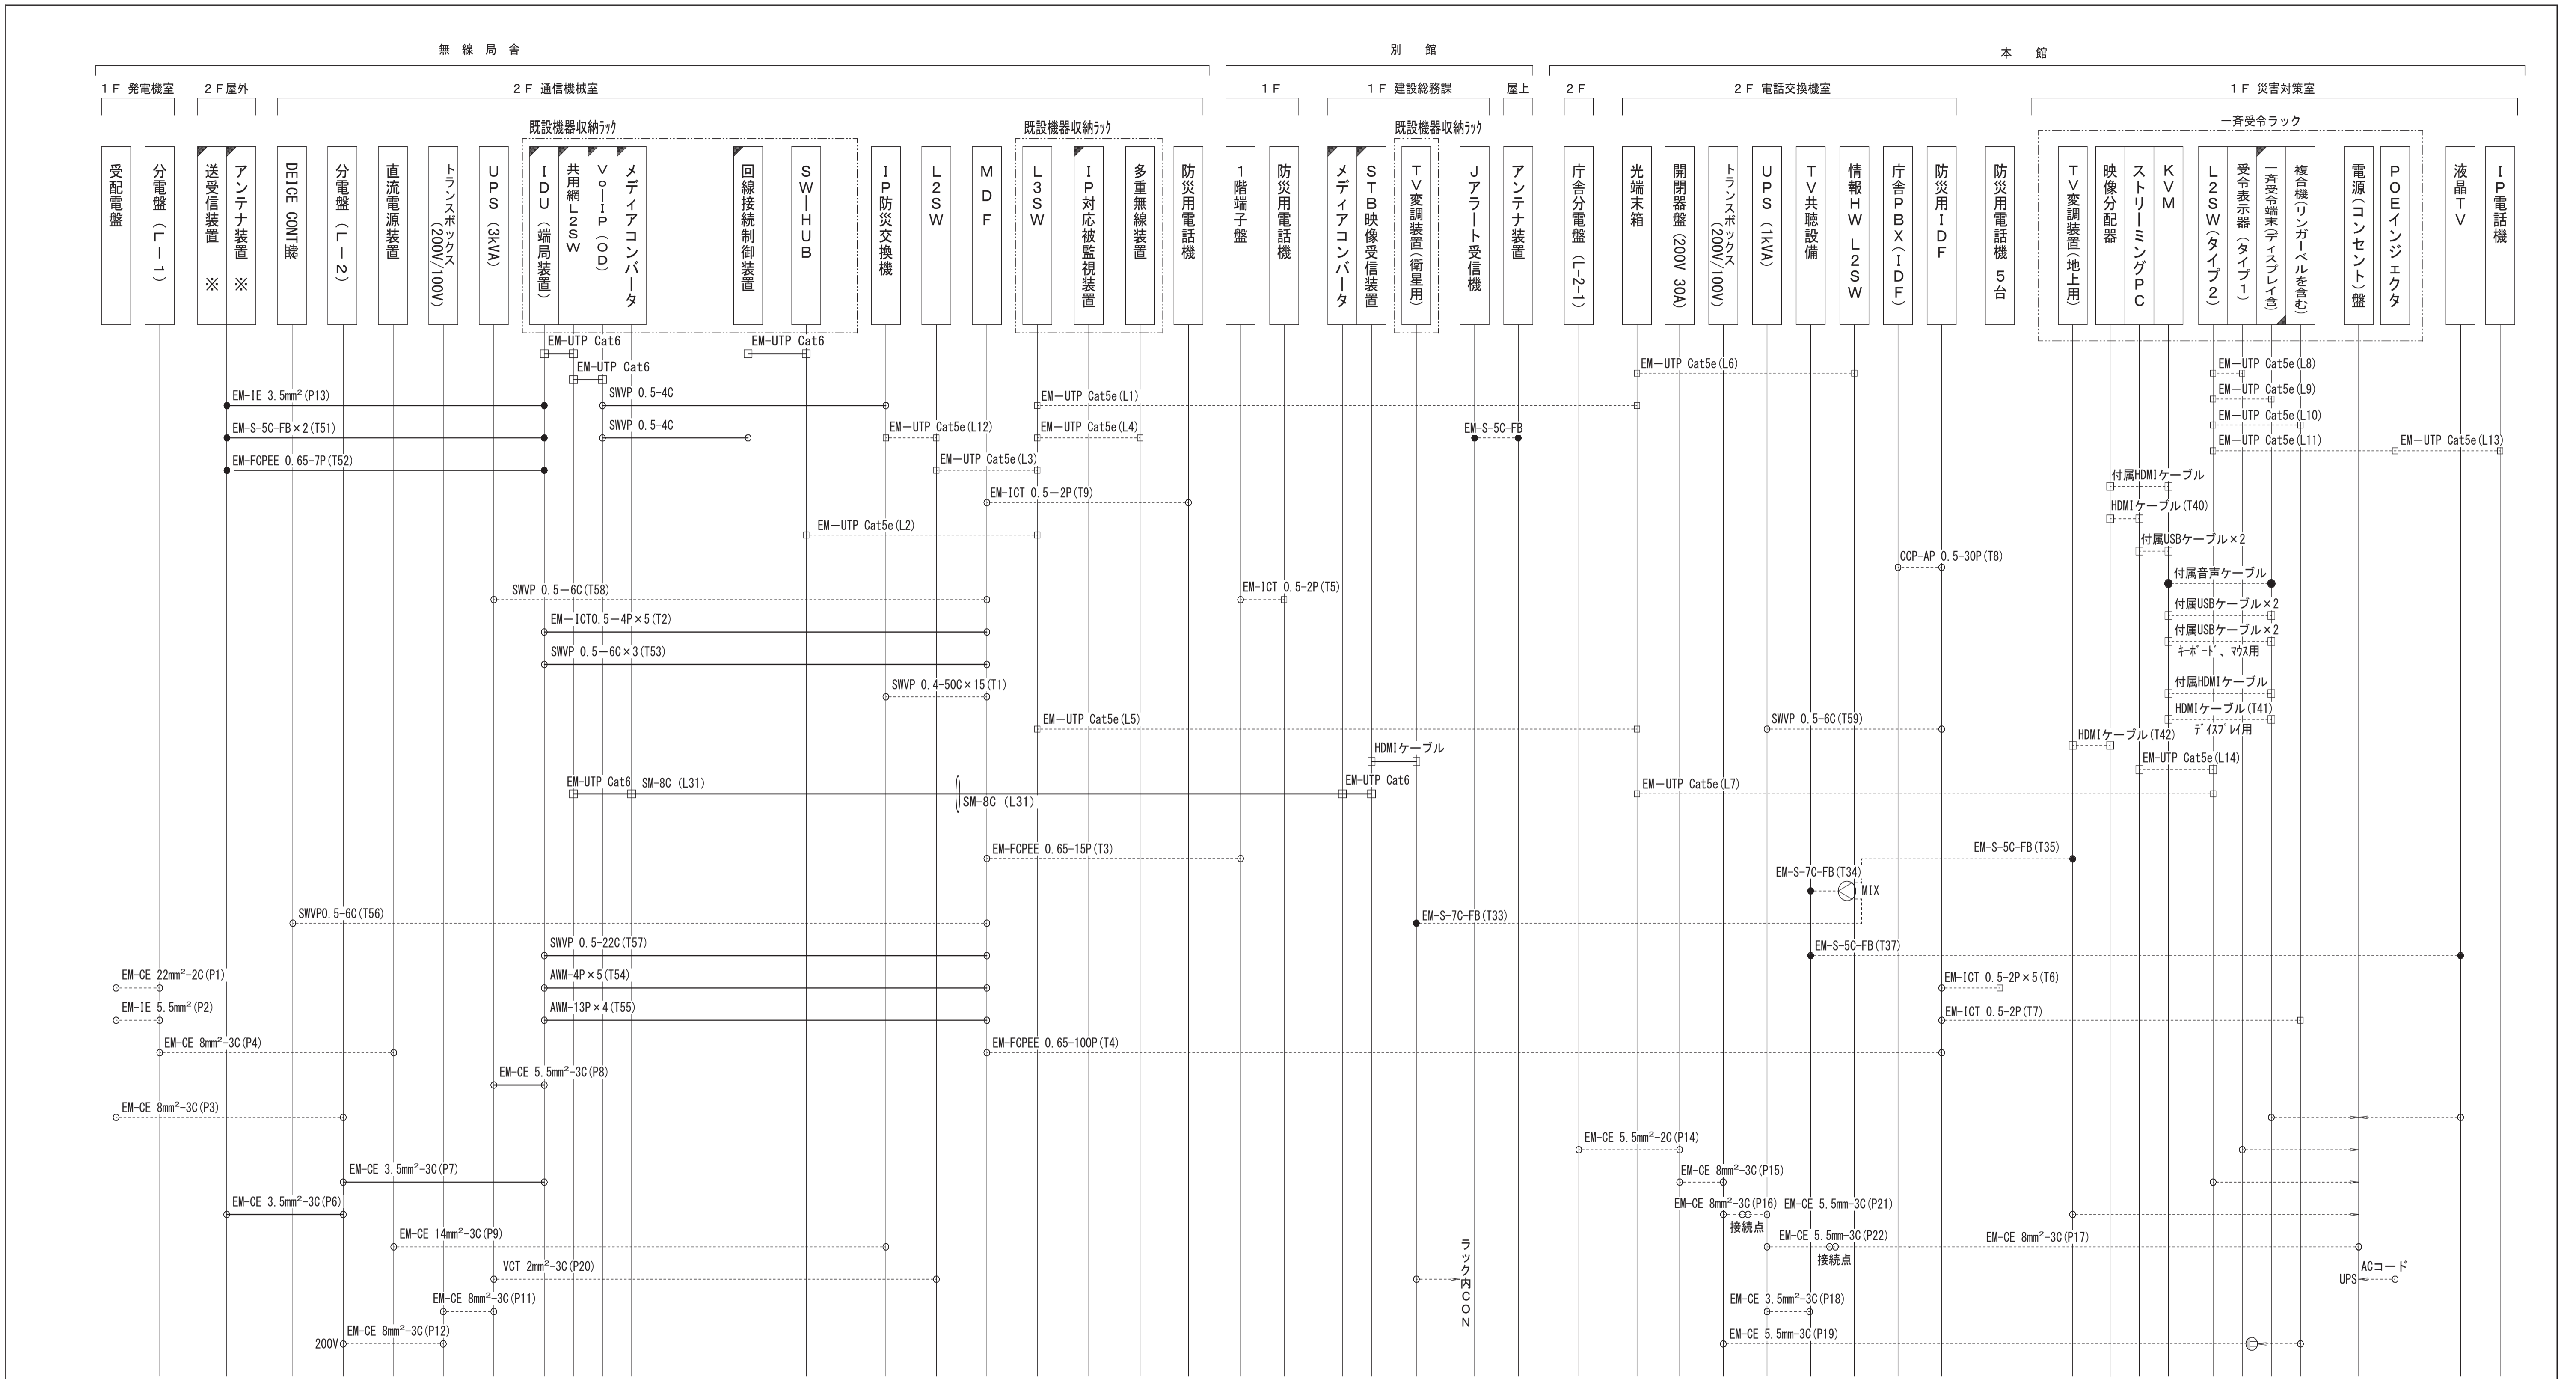 無線局舎
別館
本館
1F 発電機室
2F屋外
2F 通信機械室
1F
1F 建設総務課
屋上
2F
2F 電話交換機室
1F 災害対策室
既設機器収納ラック
既設機器収納ラック
既設機器収納ラック
一斉受令ラック
受配電盤
分電盤(L-1)
送受信装置 ※
アンテナ装置 ※
DEICE CONT盤
分電盤(L-2)
直流電源装置
トランスボックス(200V/100V)
UPS (3kVA)
IDU(端局装置)
共用網L2SW
VoIP(OD)
メディアコンバータ
回線接続制御装置
SW-HUB
IP防災交換機
L2SW
MDF
L3SW
IP対応被監視装置
多重無線装置
防災用電話機
1階端子盤
防災用電話機
メディアコンバータ
STB映像受信装置
TV変調装置(衛星用)
Jアラート受信機
アンテナ装置
庁舎分電盤(L-2-1)
光端末箱
開閉器盤(200V 30A)
トランスボックス(200V/100V)
UPS (1kVA)
TV共聴設備
情報HW L2SW
庁舎PBX(IDF)
防災用IDF
防災用電話機 5台
TV変調装置(地上用)
映像分配器
ストリーミングPC
KVM
L2SW(タイプ2)
受令表示器(タイプ1)
一斉受令端末(ディスプレイ含)
複合機(リンガーベルを含む)
電源(コンセント)盤
POEインジェクタ
液晶TV
IP電話機
EM-UTP Cat6
EM-UTP Cat6
EM-UTP Cat6
EM-UTP Cat5e(L6)
EM-UTP Cat5e(L8)
EM-IE 3.5mm²(P13)
SWVP 0.5-4C
EM-UTP Cat5e(L1)
EM-UTP Cat5e(L9)
EM-S-5C-FB×2(T51)
SWVP 0.5-4C
EM-UTP Cat5e(L12)
EM-UTP Cat5e(L4)
EM-S-5C-FB
EM-UTP Cat5e(L10)
EM-FCPEE 0.65-7P(T52)
EM-UTP Cat5e(L3)
EM-UTP Cat5e(L11)
EM-UTP Cat5e(L13)
付属HDMIケーブル
EM-ICT 0.5-2P(T9)
HDMIケーブル(T40)
EM-UTP Cat5e(L2)
付属USBケーブル×2
CCP-AP 0.5-30P(T8)
付属音声ケーブル
SWVP 0.5-6C(T58)
EM-ICT 0.5-2P(T5)
付属USBケーブル×2
EM-ICT0.5-4P×5(T2)
付属USBケーブル×2
キーボード、マウス用
SWVP 0.5-6C×3(T53)
SWVP 0.4-50C×15(T1)
付属HDMIケーブル
EM-UTP Cat5e(L5)
SWVP 0.5-6C(T59)
HDMIケーブル(T41)
ディスプレイ用
HDMIケーブル
HDMIケーブル(T42)
EM-UTP Cat5e(L14)
EM-UTP Cat6
SM-8C (L31)
SM-8C (L31)
EM-UTP Cat6
EM-UTP Cat5e(L7)
EM-FCPEE 0.65-15P(T3)
EM-S-5C-FB(T35)
EM-S-7C-FB(T34)
MIX
SWVP0.5-6C(T56)
EM-S-7C-FB(T33)
SWVP 0.5-22C(T57)
EM-S-5C-FB(T37)
EM-CE 22mm²-2C(P1)
AWM-4P×5(T54)
EM-ICT 0.5-2P×5(T6)
EM-IE 5.5mm²(P2)
AWM-13P×4(T55)
EM-ICT 0.5-2P(T7)
EM-CE 8mm²-3C(P4)
EM-FCPEE 0.65-100P(T4)
EM-CE 5.5mm²-3C(P8)
EM-CE 8mm²-3C(P3)
EM-CE 5.5mm²-2C(P14)
EM-CE 3.5mm²-3C(P7)
EM-CE 8mm²-3C(P15)
EM-CE 3.5mm²-3C(P6)
EM-CE 8mm²-3C(P16)
EM-CE 5.5mm-3C(P21)
接続点
EM-CE 14mm²-3C(P9)
EM-CE 5.5mm-3C(P22)
EM-CE 8mm²-3C(P17)
接続点
VCT 2mm²-3C(P20)
ラック内CON
ACコード
UPS
EM-CE 8mm²-3C(P11)
EM-CE 3.5mm²-3C(P18)
200V
EM-CE 8mm²-3C(P12)
EM-CE 5.5mm-3C(P19)